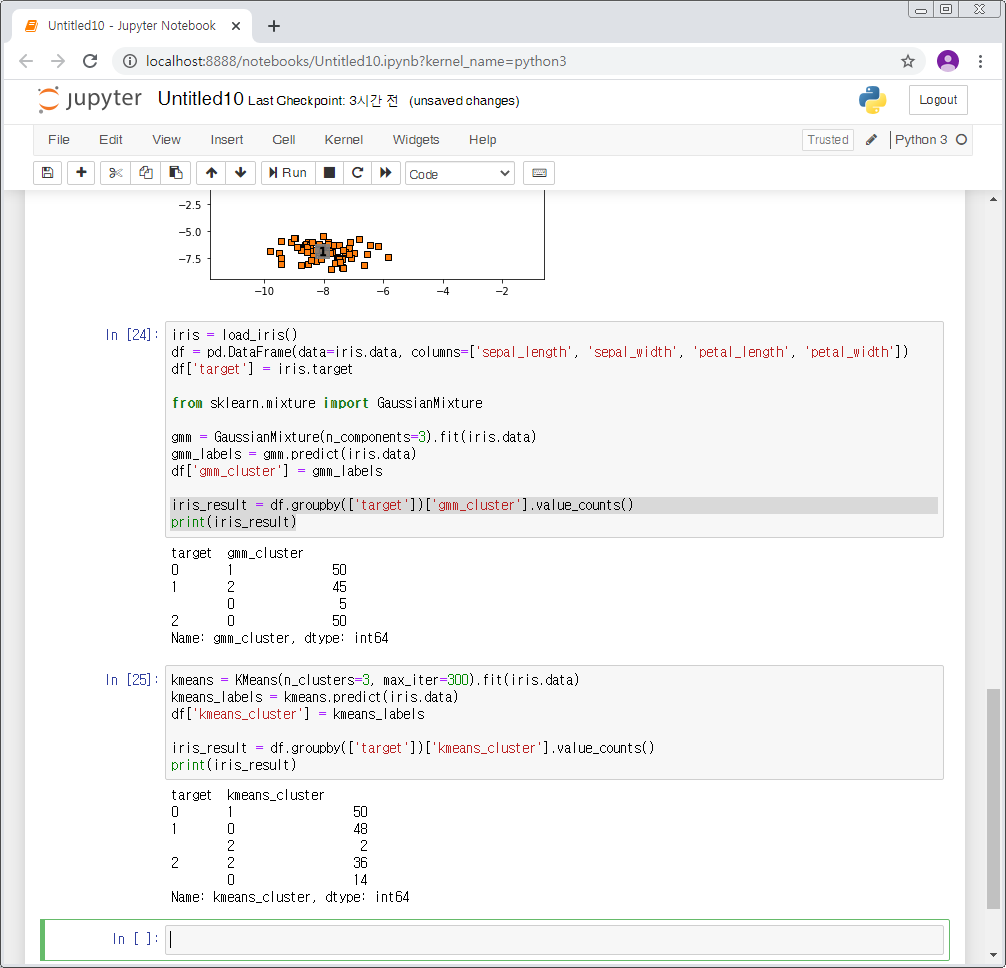 Untitled10 - Jupyter Notebook
localhost:8888/notebooks/Untitled10.ipynb?kernel_name=python3
jupyter Untitled10 Last Checkpoint: 3시간 전 (unsaved changes)
Logout
File Edit View Insert Cell Kernel Widgets Help
Trusted
Python 3
Run
Code
−2.5
−5.0
−7.5
1
−10 −8 −6 −4 −2
In [24]:
iris = load_iris()
df = pd.DataFrame(data=iris.data, columns=['sepal_length', 'sepal_width', 'petal_length', 'petal_width'])
df['target'] = iris.target
from sklearn.mixture import GaussianMixture
gmm = GaussianMixture(n_components=3).fit(iris.data)
gmm_labels = gmm.predict(iris.data)
df['gmm_cluster'] = gmm_labels
iris_result = df.groupby(['target'])['gmm_cluster'].value_counts()
print(iris_result)
target gmm_cluster
0 1 50
1 2 45
0 5
2 0 50
Name: gmm_cluster, dtype: int64
In [25]:
kmeans = KMeans(n_clusters=3, max_iter=300).fit(iris.data)
kmeans_labels = kmeans.predict(iris.data)
df['kmeans_cluster'] = kmeans_labels
iris_result = df.groupby(['target'])['kmeans_cluster'].value_counts()
print(iris_result)
target kmeans_cluster
0 1 50
1 0 48
2 2
2 2 36
0 14
Name: kmeans_cluster, dtype: int64
In [ ]: